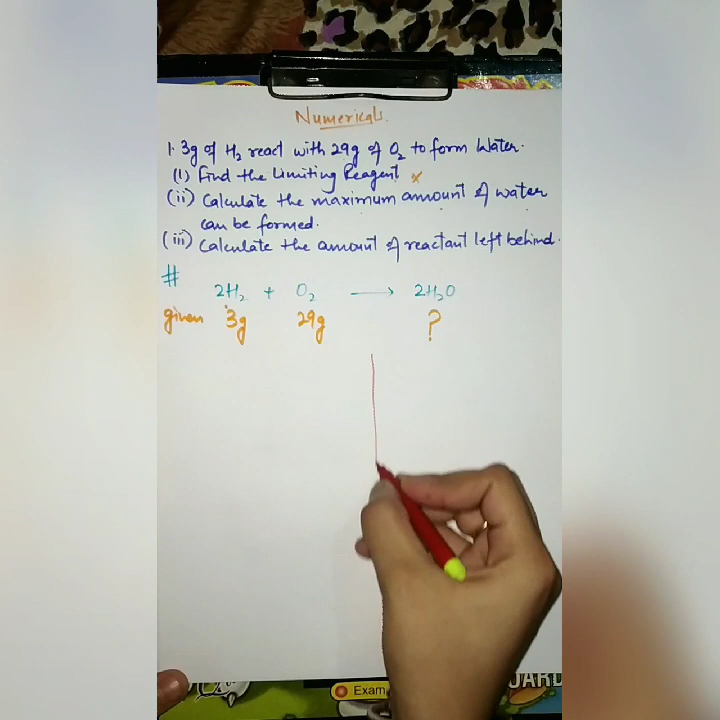 Numericals.
1. 3g of H₂ react with 29g of O₂ to form Water.
(i) Find the Limiting Reagent x
(ii) Calculate the maximum amount of water
can be formed.
(iii) Calculate the amount of reactant left behind.
#
2H₂ + O₂ → 2H₂O
given 3g 29g ?
Exam
OARD